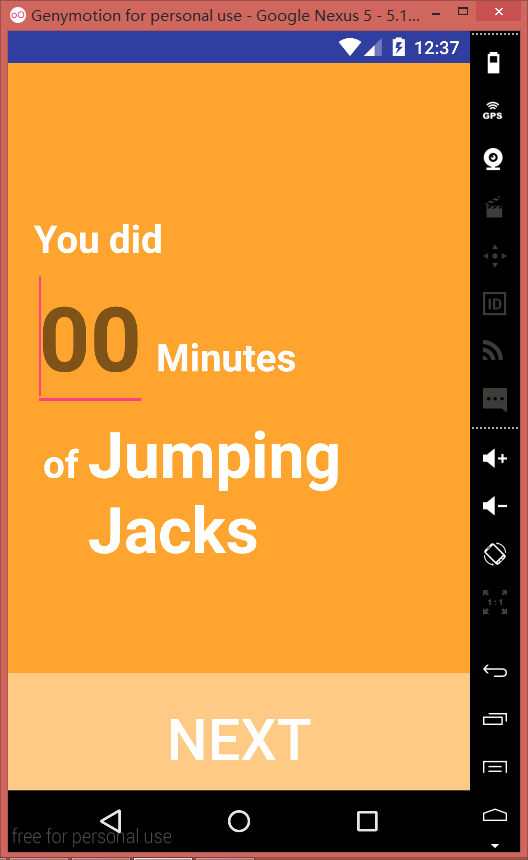 Genymotion for personal use - Google Nexus 5 - 5.1...
12:37
GPS
You did
00 Minutes
ID
of Jumping
Jacks
1:1
NEXT
free for personal use